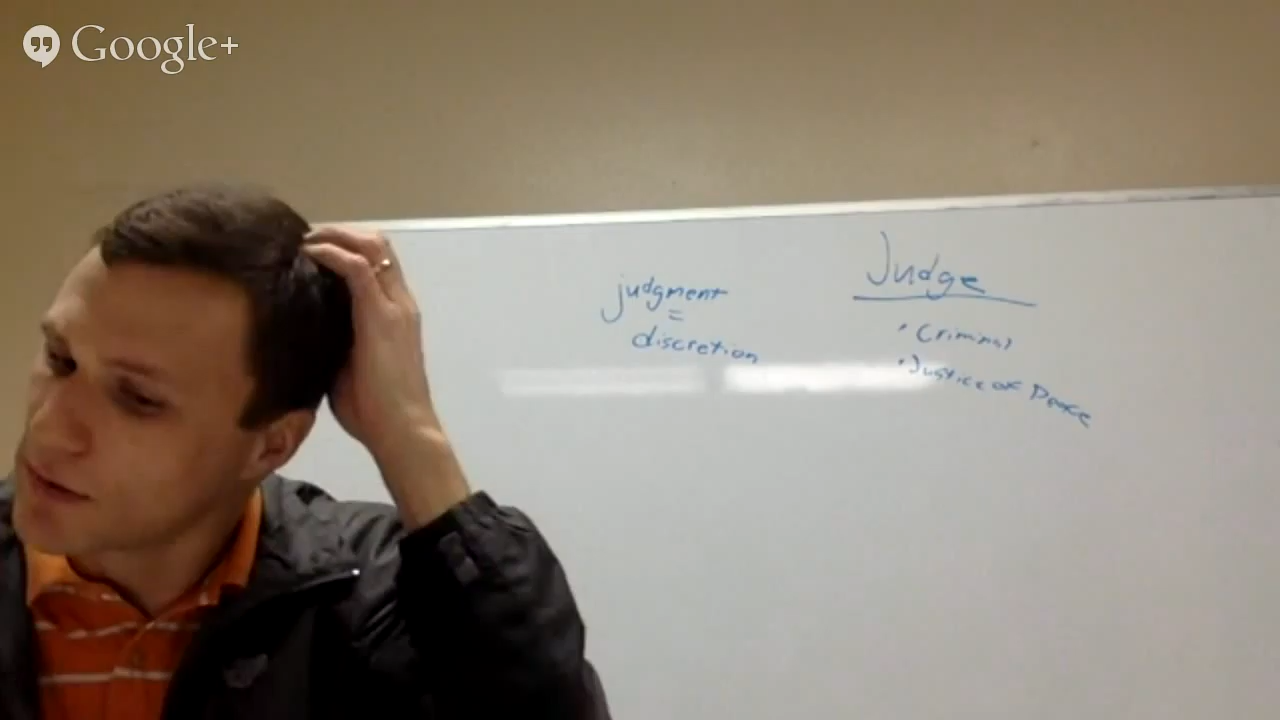 Google+
judgment
=
discretion
Judge
• Criminal
• Justice of Peace